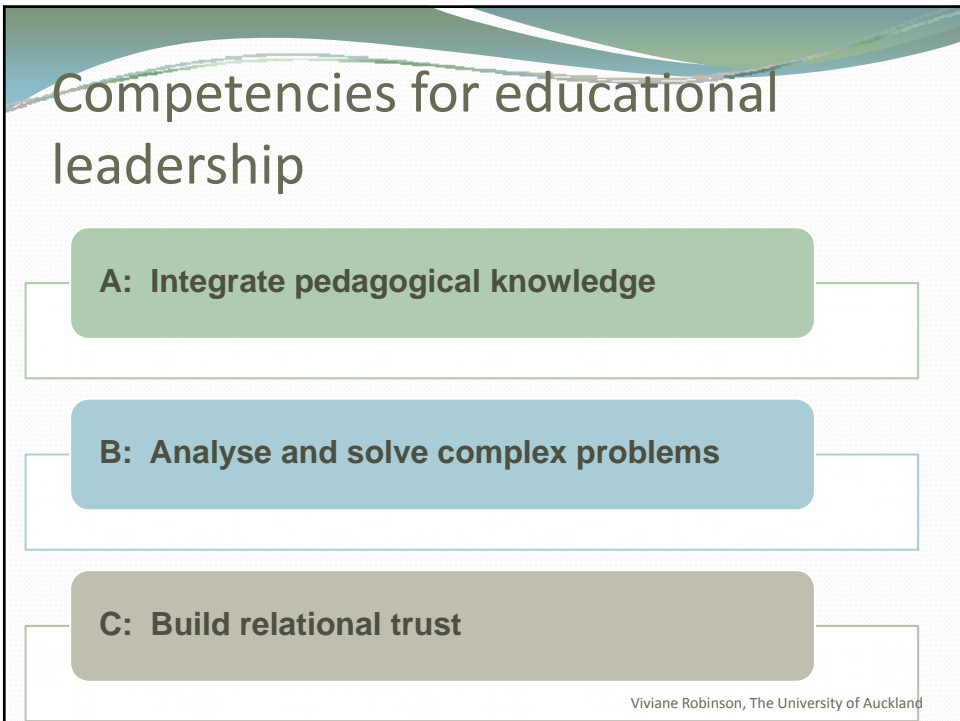 Competencies for educational
leadership
A: Integrate pedagogical knowledge
B: Analyse and solve complex problems
C: Build relational trust
Viviane Robinson, The University of Auckland